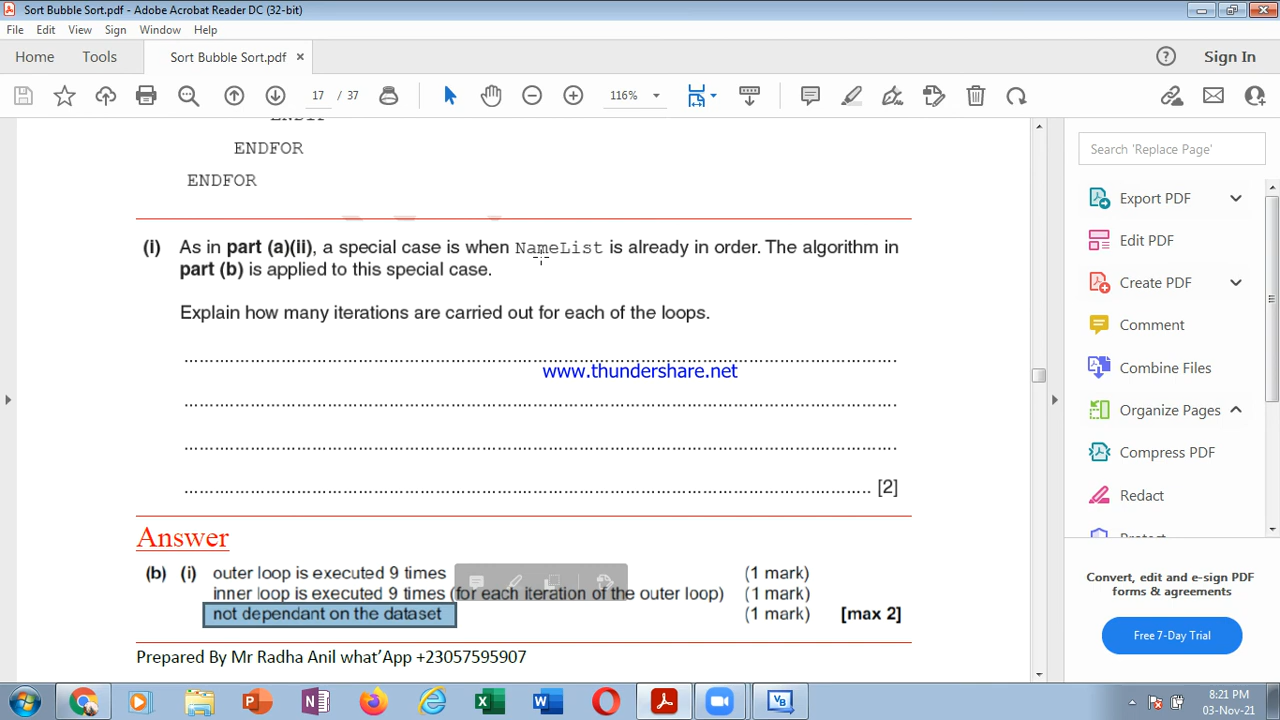 Sort Bubble Sort.pdf - Adobe Acrobat Reader DC (32-bit)
File Edit View Sign Window Help
Home Tools Sort Bubble Sort.pdf × Sign In
17 / 37 116%
ENDFOR
ENDFOR
(i) As in part (a)(ii), a special case is when NameList is already in order. The algorithm in
part (b) is applied to this special case.
Explain how many iterations are carried out for each of the loops.
www.thundershare.net
[2]
Answer
(b) (i) outer loop is executed 9 times (1 mark)
inner loop is executed 9 times (for each iteration of the outer loop) (1 mark)
not dependant on the dataset (1 mark) [max 2]
Prepared By Mr Radha Anil what'App +23057595907
Search 'Replace Page'
Export PDF
Edit PDF
Create PDF
Comment
Combine Files
Organize Pages
Compress PDF
Redact
Convert, edit and e-sign PDF
forms & agreements
Free 7-Day Trial
8:21 PM
03-Nov-21